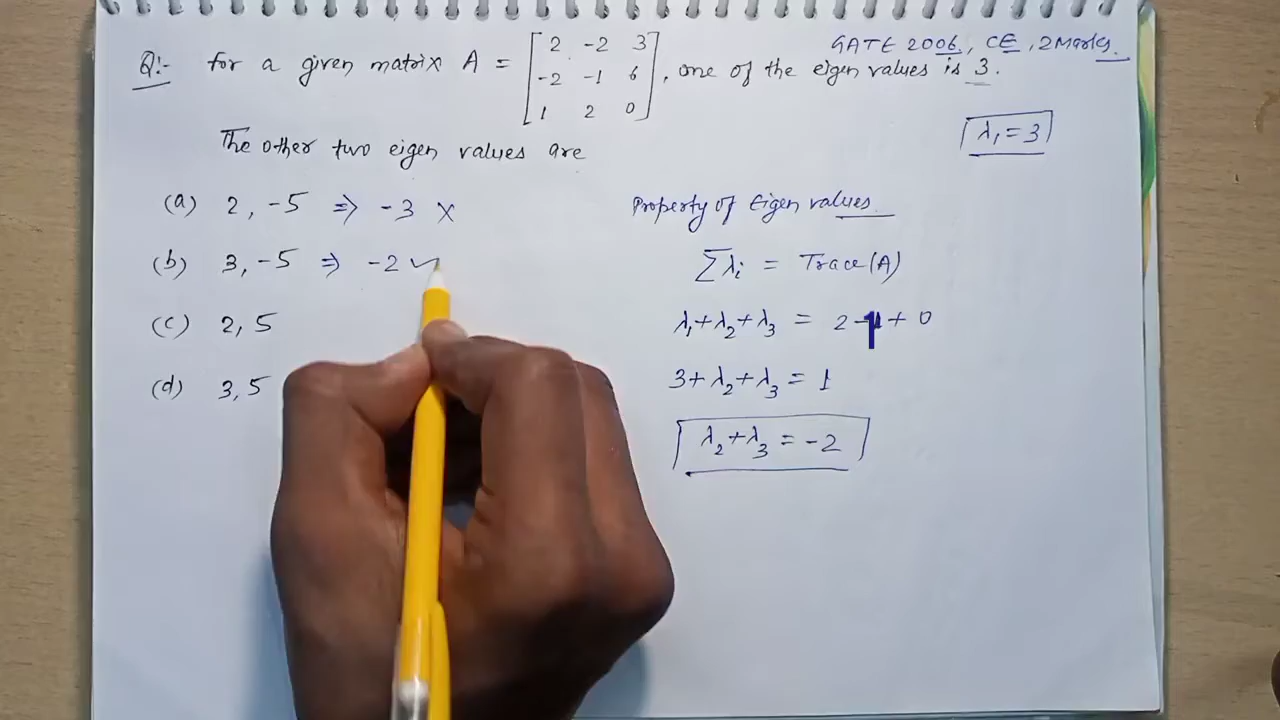 GATE 2006, CE, 2 Marks.
Q:- For a given matrix A = [2 -2 3; -2 -1 6; 1 2 0], one of the eigen values is 3.
λ₁ = 3
The other two eigen values are
(a) 2, -5 ⇒ -3 ×
(b) 3, -5 ⇒ -2 ✓
(c) 2, 5
(d) 3, 5
Property of Eigen values
∑λᵢ = Trace(A)
λ₁+λ₂+λ₃ = 2-1+0
3+λ₂+λ₃ = 1
λ₂+λ₃ = -2